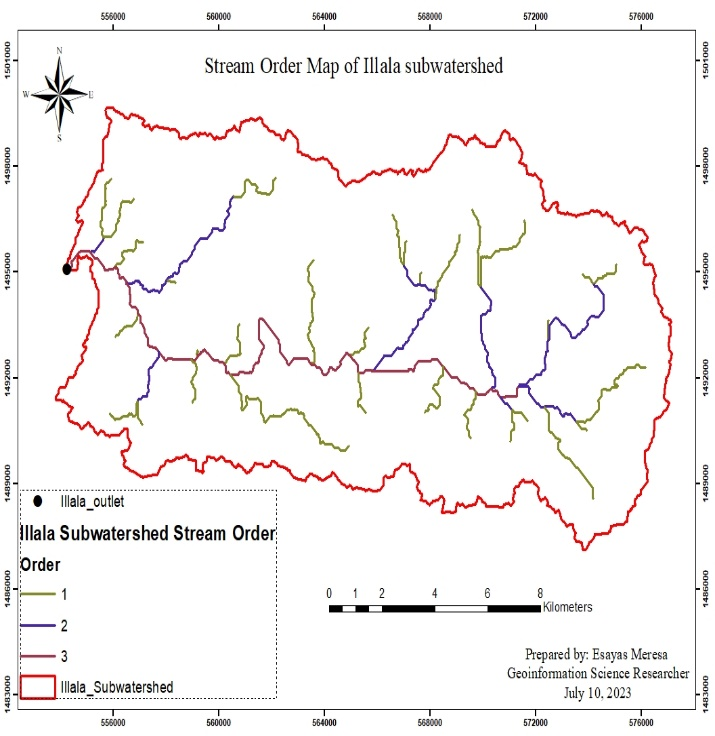 556000 560000 564000 568000 572000 576000
Stream Order Map of Illala subwatershed
N
W E
S
1501000 1501000
1498000 1498000
1495000 1495000
1492000 1492000
1489000 1489000
1486000 1486000
1483000 1483000
Illala_outlet
Illala Subwatershed Stream Order
Order
1
2
3
Illala_Subwatershed
0 1 2 4 6 8
Kilometers
Prepared by: Esayas Meresa
Geoinformation Science Researcher
July 10, 2023
556000 560000 564000 568000 572000 576000